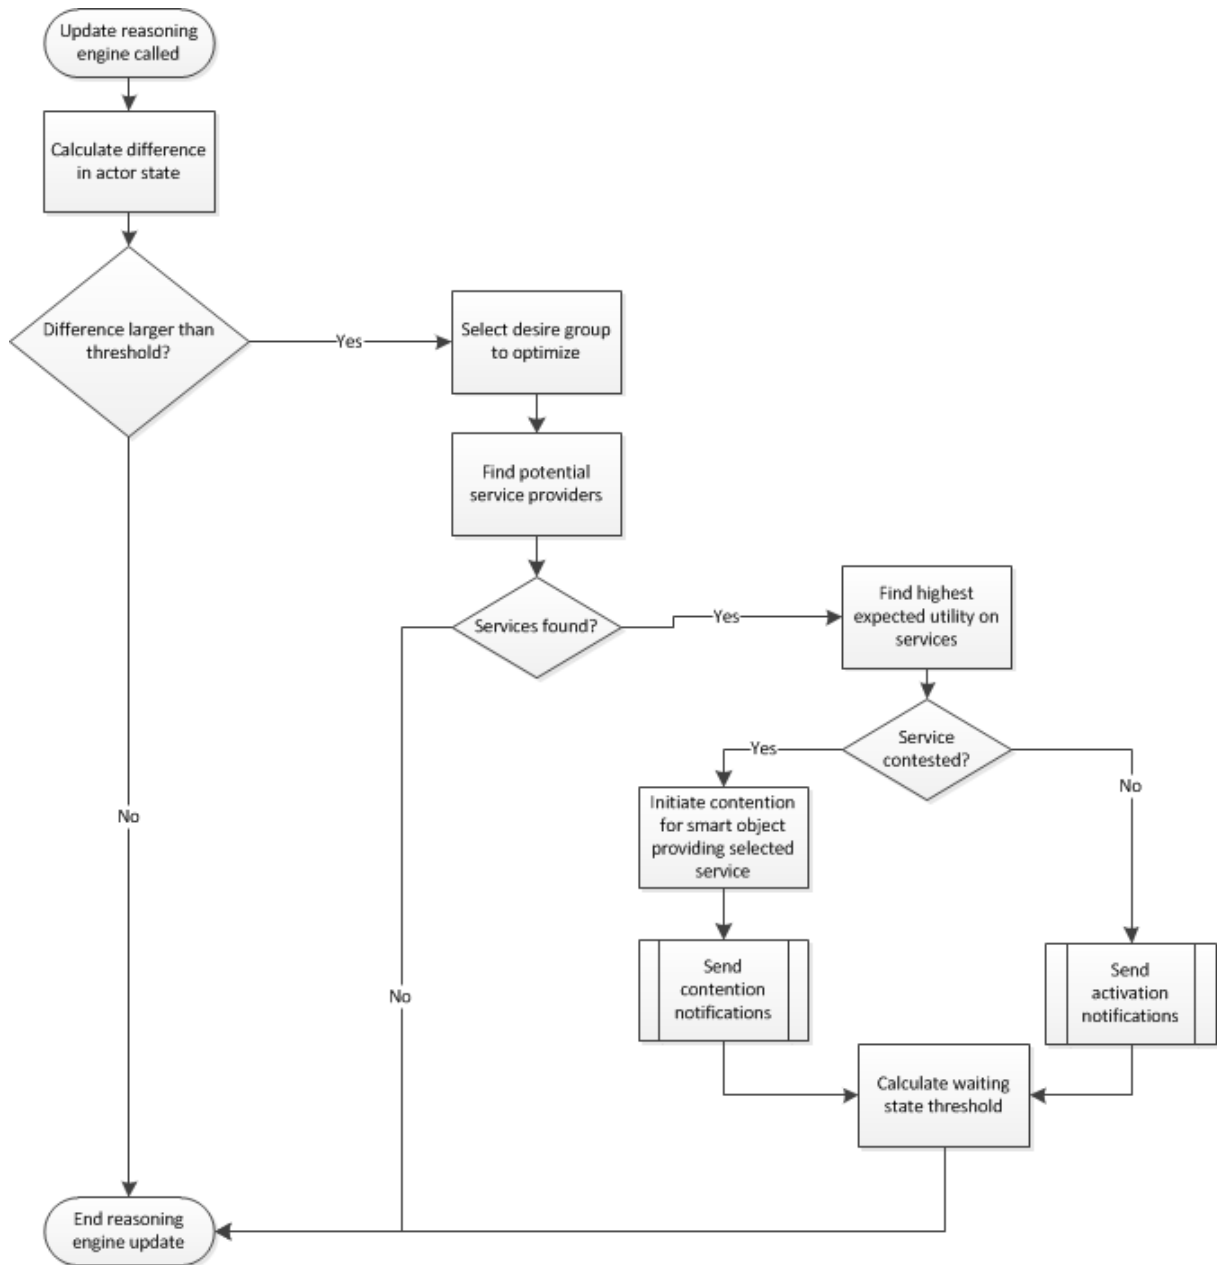 Update reasoning
engine called
Calculate difference
in actor state
Difference larger than
threshold?
Yes
Select desire group
to optimize
Find potential
service providers
Services found?
Yes
Find highest
expected utility on
services
Service
contested?
Yes
No
Initiate contention
for smart object
providing selected
service
No
Send
contention
notifications
Send
activation
notifications
No
Calculate waiting
state threshold
End reasoning
engine update